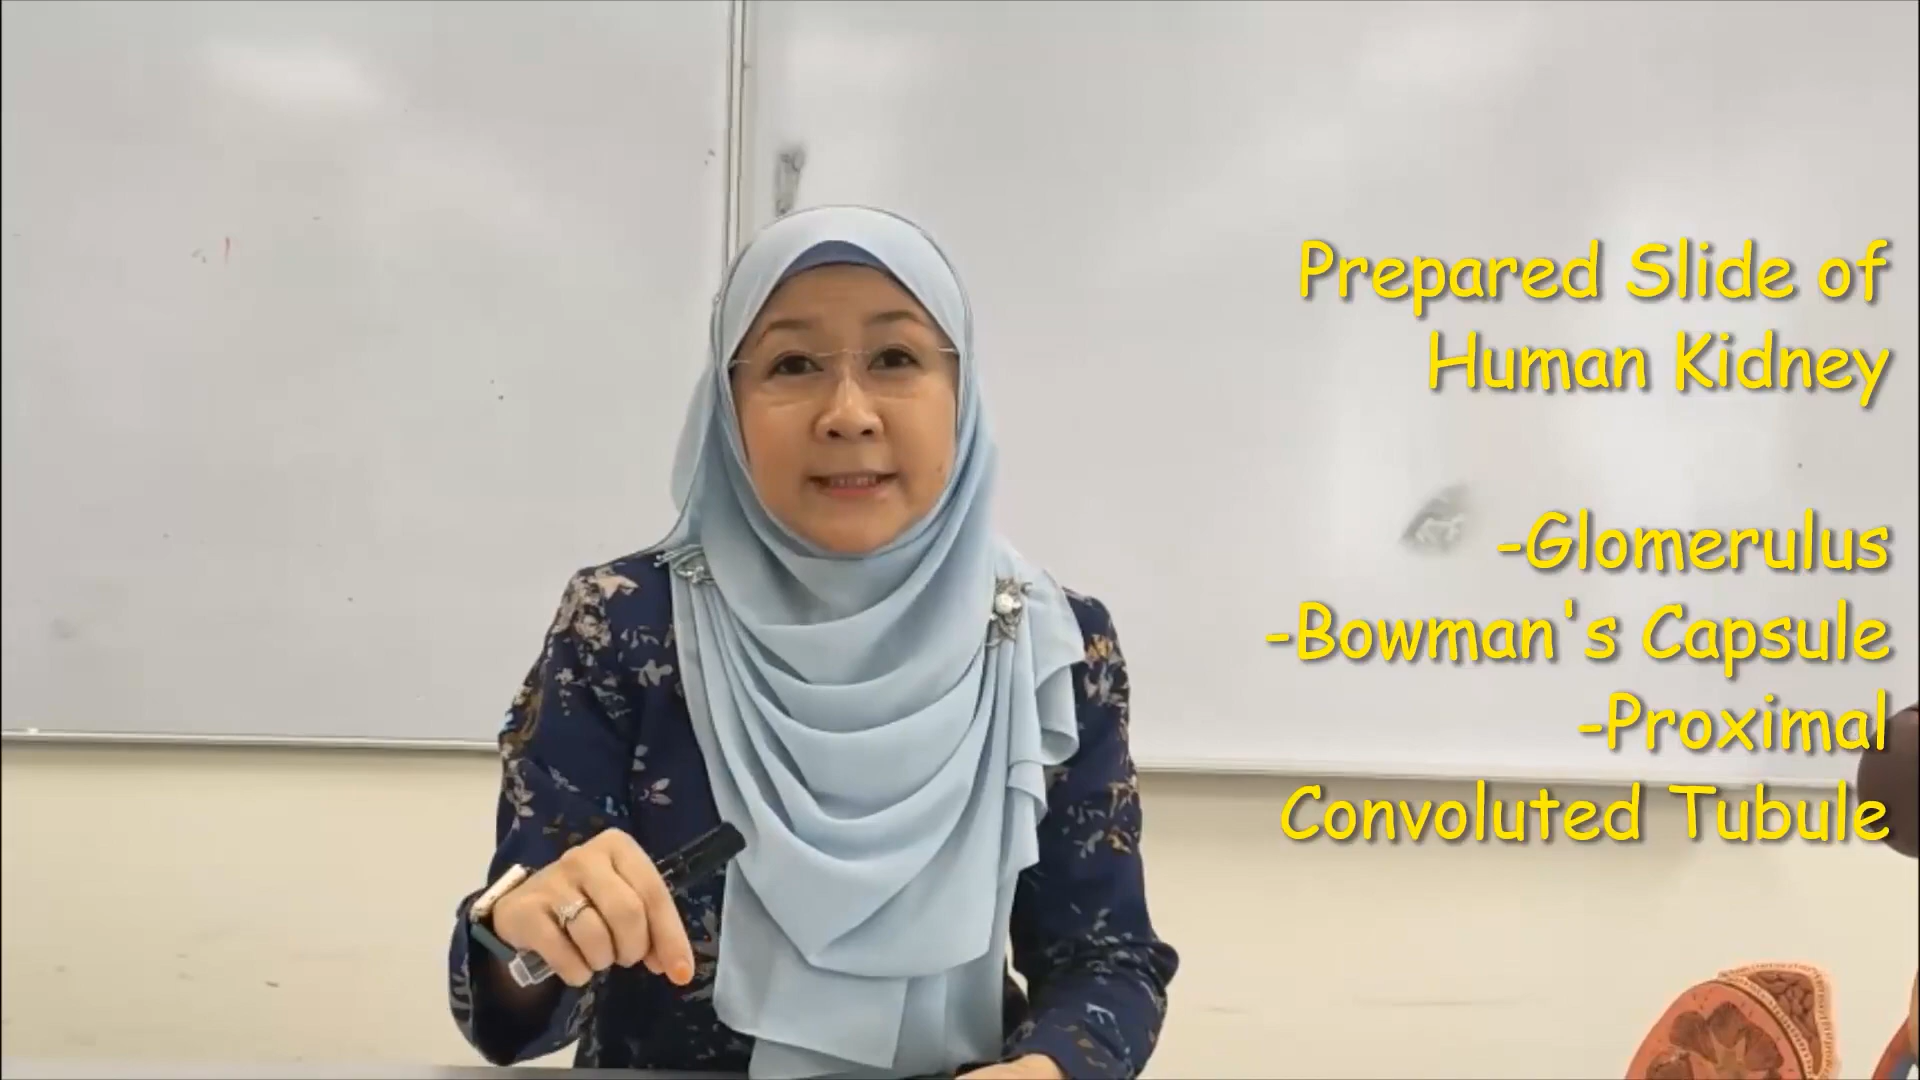 Prepared Slide of
Human Kidney
-Glomerulus
-Bowman's Capsule
-Proximal
Convoluted Tubule